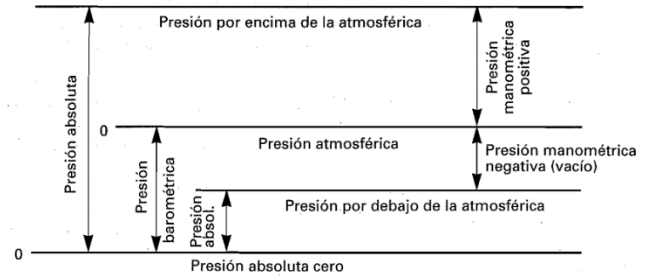 Presión por encima de la atmosférica
Presión absoluta
Presión
manométrica
positiva
0
Presión atmosférica
Presión
barométrica
Presión manométrica
negativa (vacío)
Presión
absol.
Presión por debajo de la atmosférica
0
Presión absoluta cero